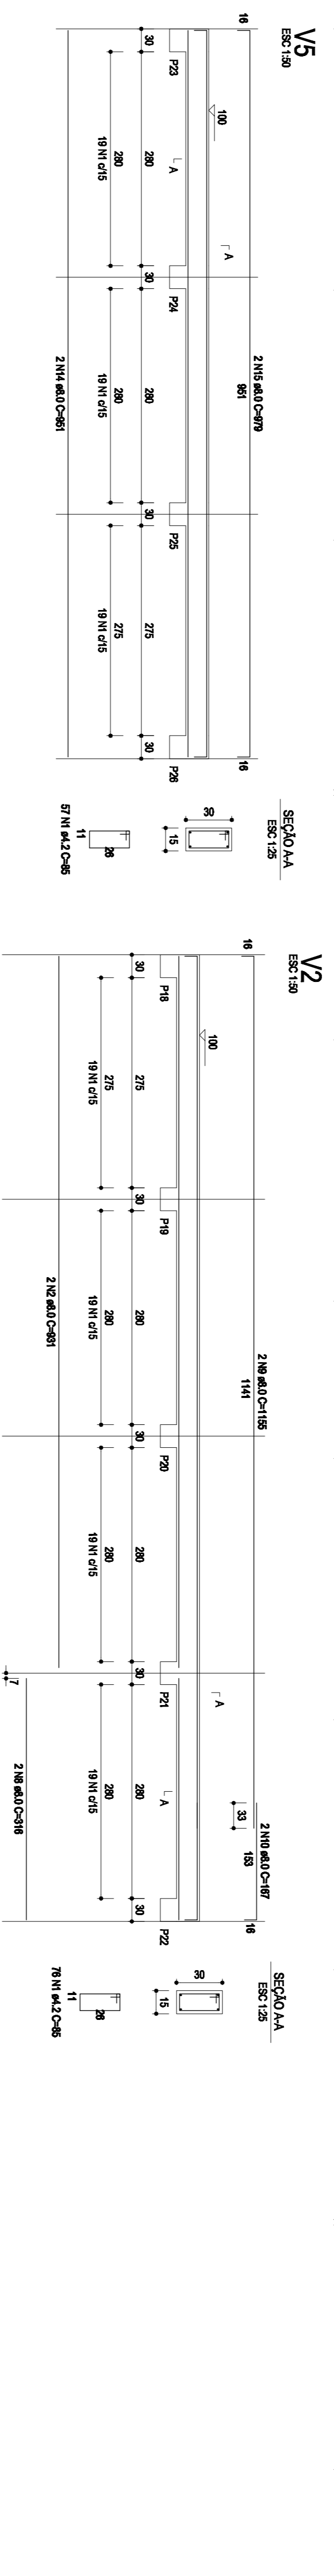 V5
ESC 1:50
2 N15 ø8.0 C=979
951
16
16
100
A
A
P23
P24
P25
P26
30
280
30
280
30
275
30
280
280
275
19 N1 c/15
19 N1 c/15
19 N1 c/15
2 N14 ø8.0 C=951
SEÇÃO A-A
ESC 1:25
30
15
26
11
57 N1 ø4.2 C=85
V2
ESC 1:50
2 N9 ø8.0 C=1155
1141
16
2 N10 ø8.0 C=167
153
16
33
100
A
A
P18
P19
P20
P21
P22
30
275
30
280
30
280
30
280
30
275
280
280
280
19 N1 c/15
19 N1 c/15
19 N1 c/15
19 N1 c/15
2 N2 ø8.0 C=931
7
2 N8 ø8.0 C=316
SEÇÃO A-A
ESC 1:25
30
15
26
11
76 N1 ø4.2 C=85